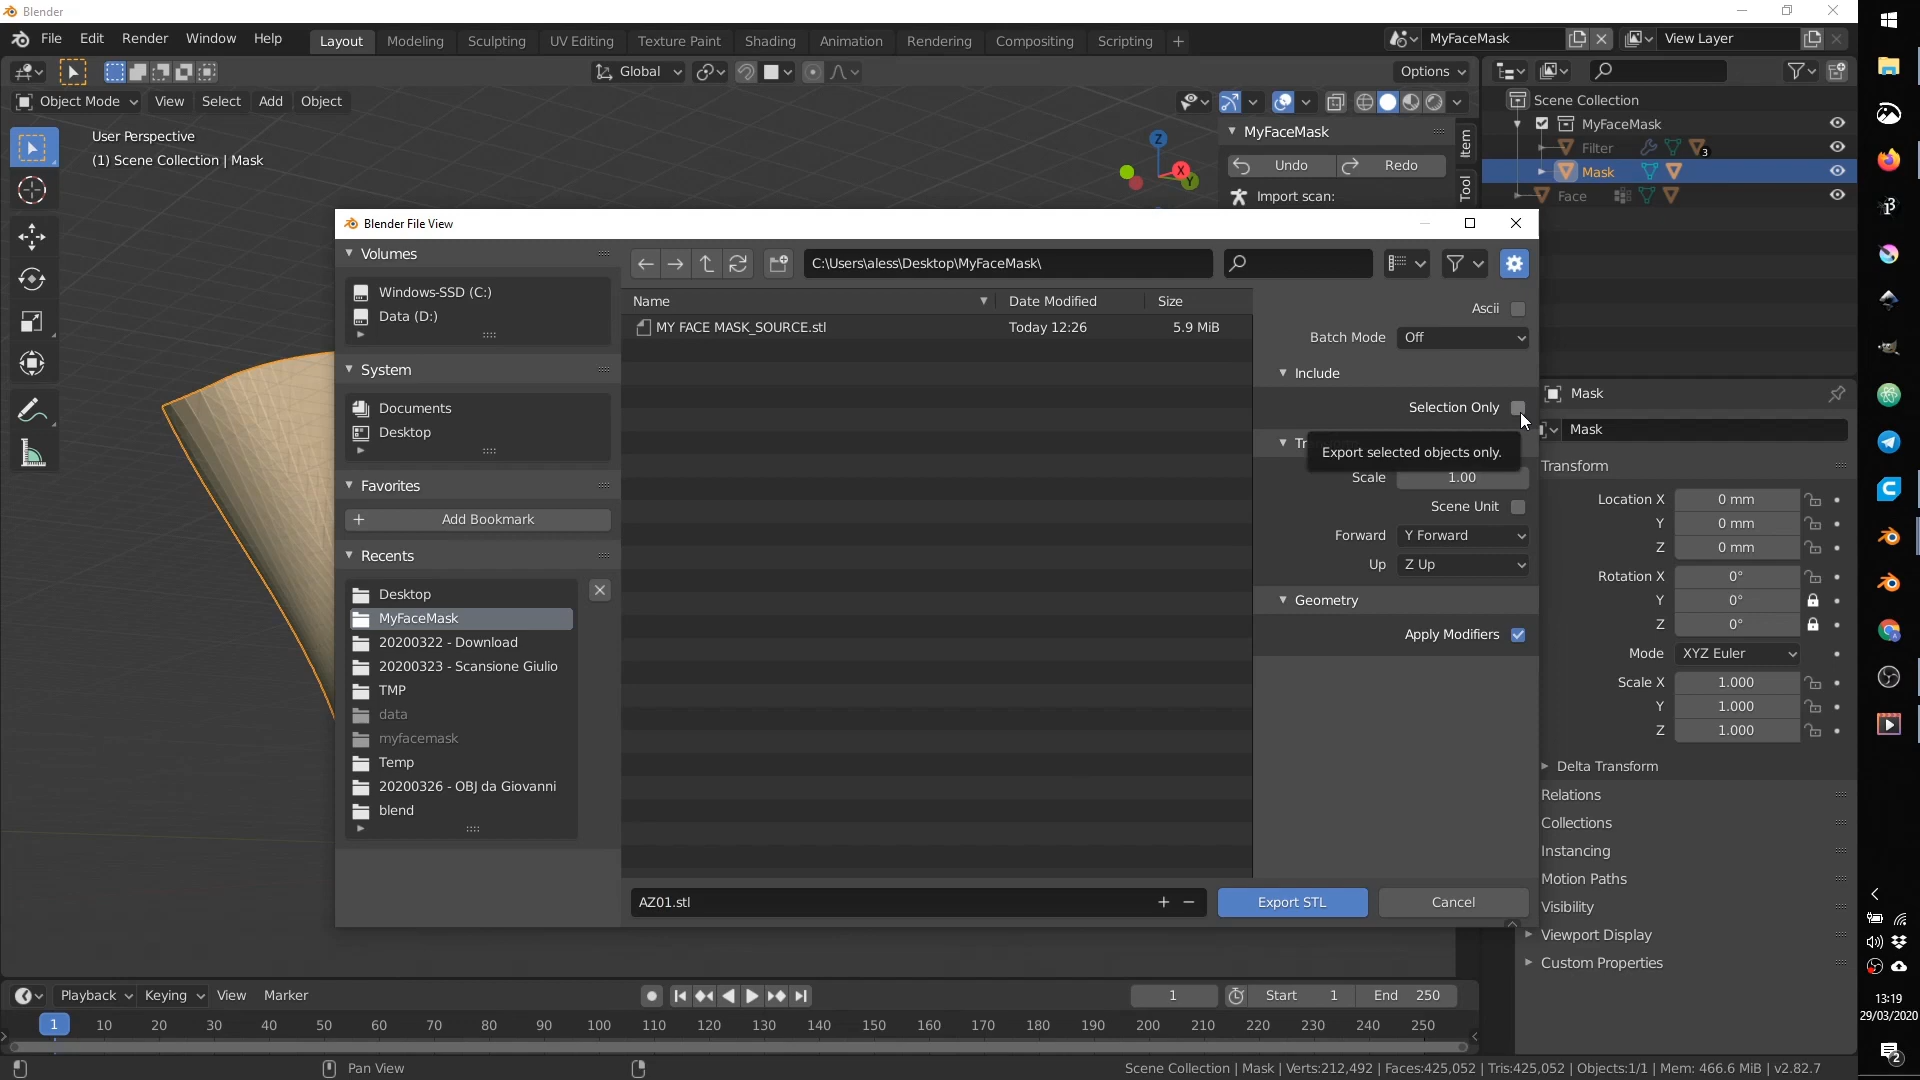 Blender
File Edit Render Window Help Layout Modeling Sculpting UV Editing Texture Paint Shading Animation Rendering Compositing Scripting + MyFaceMask View Layer
Global Options
Object Mode View Select Add Object
User Perspective
(1) Scene Collection | Mask
Z
X
Y
MyFaceMask
Undo Redo
Import scan:
Item
Tool
Scene Collection
MyFaceMask
Filter 3
Mask
Face
Blender File View
Volumes
Windows-SSD (C:)
Data (D:)
System
Documents
Desktop
Favorites
Add Bookmark
Recents
Desktop
MyFaceMask
20200322 - Download
20200323 - Scansione Giulio
TMP
data
myfacemask
Temp
20200326 - OBJ da Giovanni
blend
C:\Users\aless\Desktop\MyFaceMask\
Name Date Modified Size
MY FACE MASK_SOURCE.stl Today 12:26 5.9 MiB
Ascii
Batch Mode Off
Include
Selection Only
Export selected objects only.
Scale 1.00
Scene Unit
Forward Y Forward
Up Z Up
Geometry
Apply Modifiers
AZ01.stl + − Export STL Cancel
Mask
Mask
Transform
Location X 0 mm
Y 0 mm
Z 0 mm
Rotation X 0°
Y 0°
Z 0°
Mode XYZ Euler
Scale X 1.000
Y 1.000
Z 1.000
Delta Transform
Relations
Collections
Instancing
Motion Paths
Visibility
Viewport Display
Custom Properties
Playback Keying View Marker 1 Start 1 End 250
1 10 20 30 40 50 60 70 80 90 100 110 120 130 140 150 160 170 180 190 200 210 220 230 240 250
Pan View
Scene Collection | Mask | Verts:212,492 | Faces:425,052 | Tris:425,052 | Objects:1/1 | Mem: 466.6 MiB | v2.82.7
13:19
29/03/2020
2